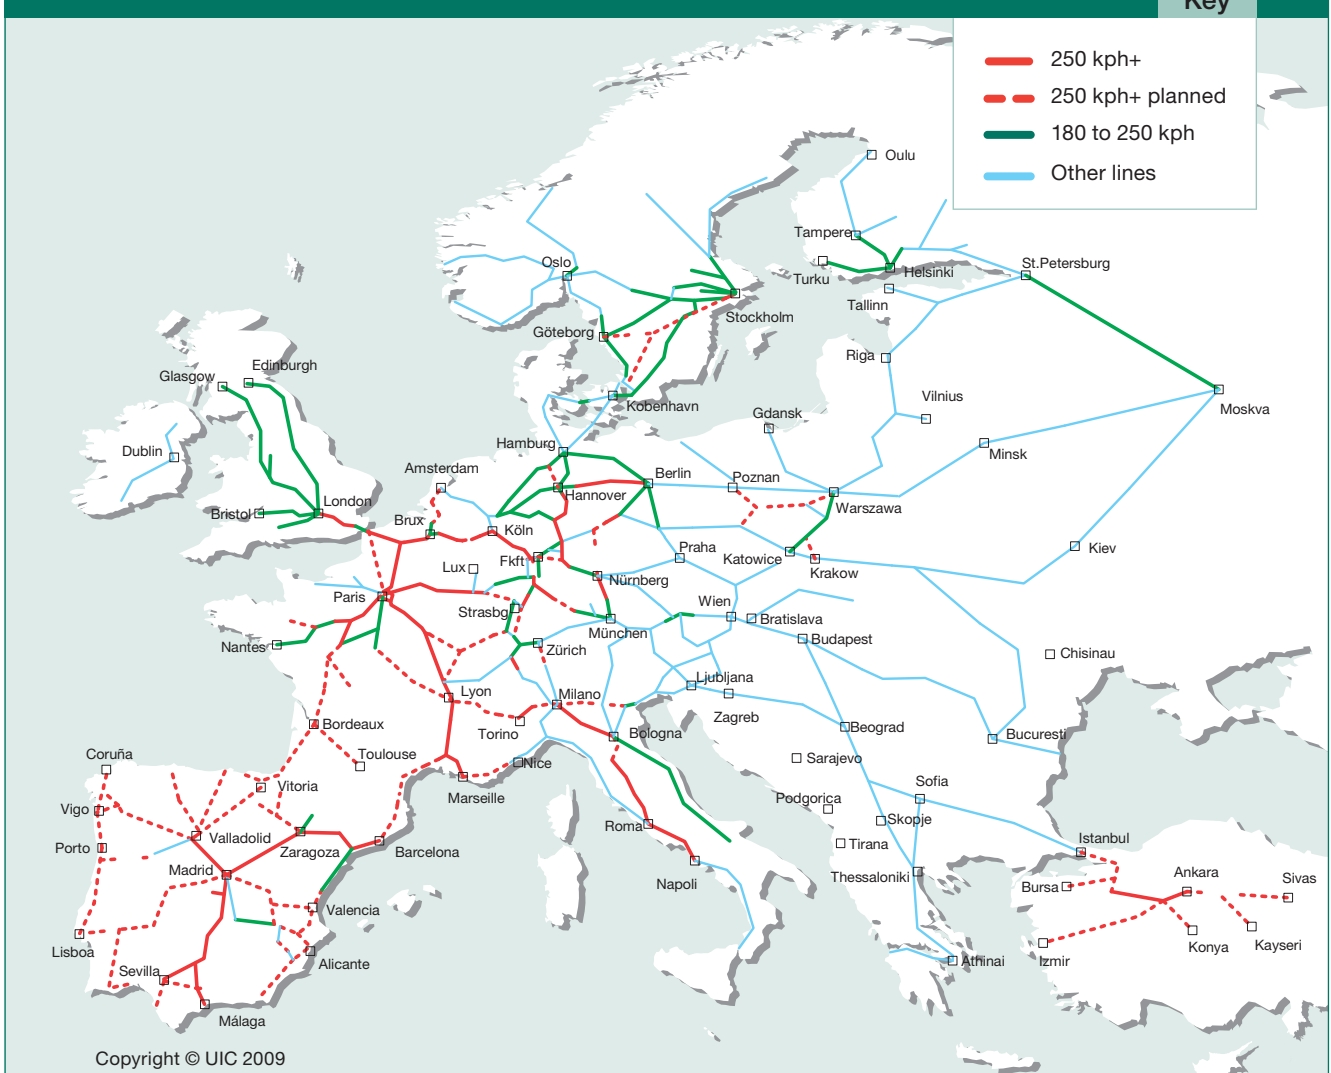 Key
250 kph+
250 kph+ planned
180 to 250 kph
Other lines
Oulu
Tampere
Turku
Helsinki
St.Petersburg
Tallinn
Oslo
Stockholm
Göteborg
Riga
Edinburgh
Glasgow
Moskva
Vilnius
Kobenhavn
Gdansk
Dublin
Hamburg
Minsk
Amsterdam
Berlin
Poznan
Hannover
London
Bristol
Warszawa
Brux
Köln
Praha
Kiev
Katowice
Fkft
Lux
Krakow
Nürnberg
Paris
Wien
Strasbg
Bratislava
München
Budapest
Nantes
Zürich
Chisinau
Ljubljana
Lyon
Milano
Zagreb
Bordeaux
Beograd
Torino
Bologna
Bucuresti
Coruña
Toulouse
Nice
Sarajevo
Sofia
Vitoria
Marseille
Podgorica
Vigo
Skopje
Roma
Valladolid
Istanbul
Porto
Zaragoza
Barcelona
Tirana
Madrid
Thessaloniki
Ankara
Napoli
Bursa
Sivas
Valencia
Lisboa
Konya
Kayseri
Alicante
Athinai
Izmir
Sevilla
Málaga
Copyright © UIC 2009